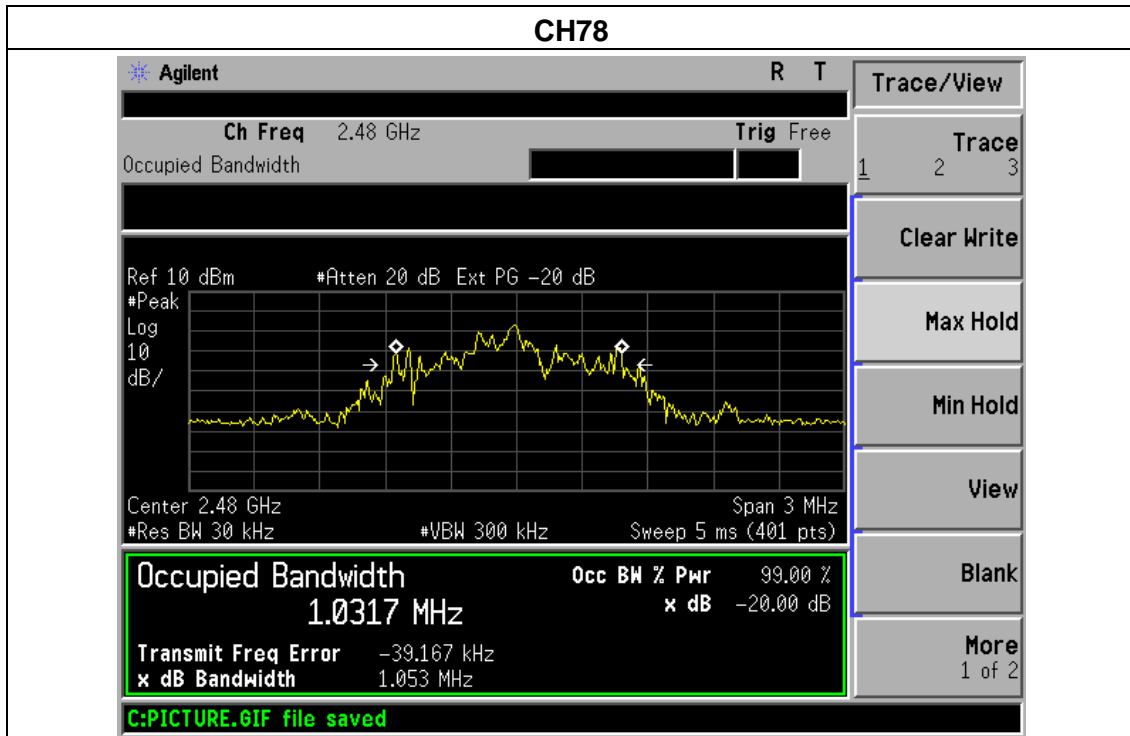 CH78
Agilent R T
Trace/View
Ch Freq 2.48 GHz Trig Free
Occupied Bandwidth
Trace
1 2 3
Clear Write
Ref 10 dBm #Atten 20 dB Ext PG -20 dB
#Peak
Log
10
dB/
Max Hold
Min Hold
View
Center 2.48 GHz Span 3 MHz
#Res BW 30 kHz #VBW 300 kHz Sweep 5 ms (401 pts)
Occupied Bandwidth Occ BW % Pwr 99.00 %
1.0317 MHz x dB -20.00 dB
Blank
Transmit Freq Error -39.167 kHz
x dB Bandwidth 1.053 MHz
More
1 of 2
C:PICTURE.GIF file saved